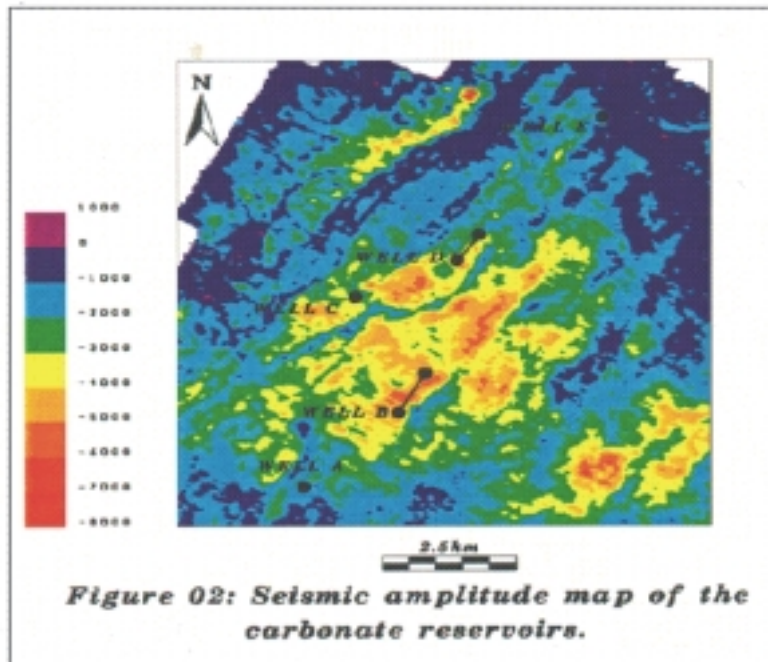 N
WELL E
1000
0
-1000
WELL D
-2000
WELL C
-3000
-4000
-5000
WELL B
-6000
WELL A
-7000
-8000
2.5km
Figure 02: Seismic amplitude map of the
carbonate reservoirs.